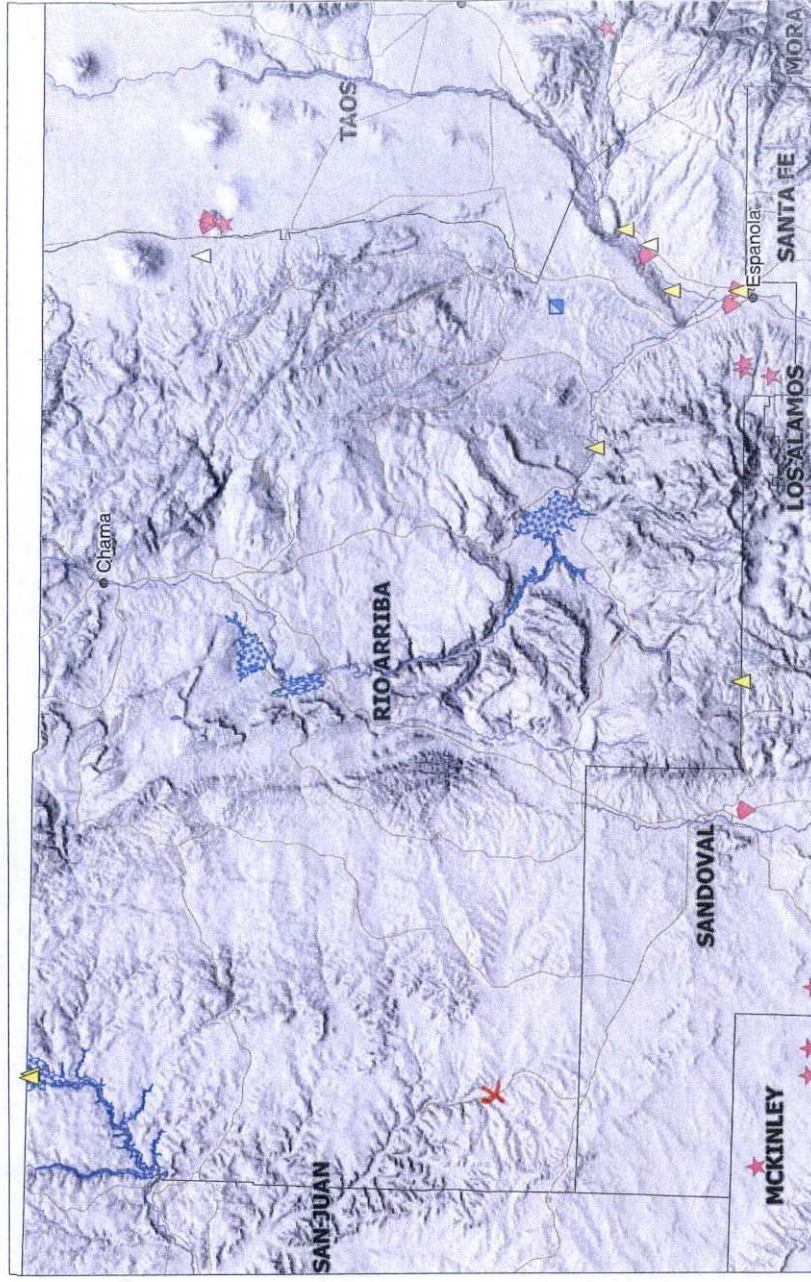 Chama
TAOS
RIO ARRIBA
SAN JUAN
Espanola
SANTA FE
MORA
LOS ALAMOS
SANDOVAL
MCKINLEY